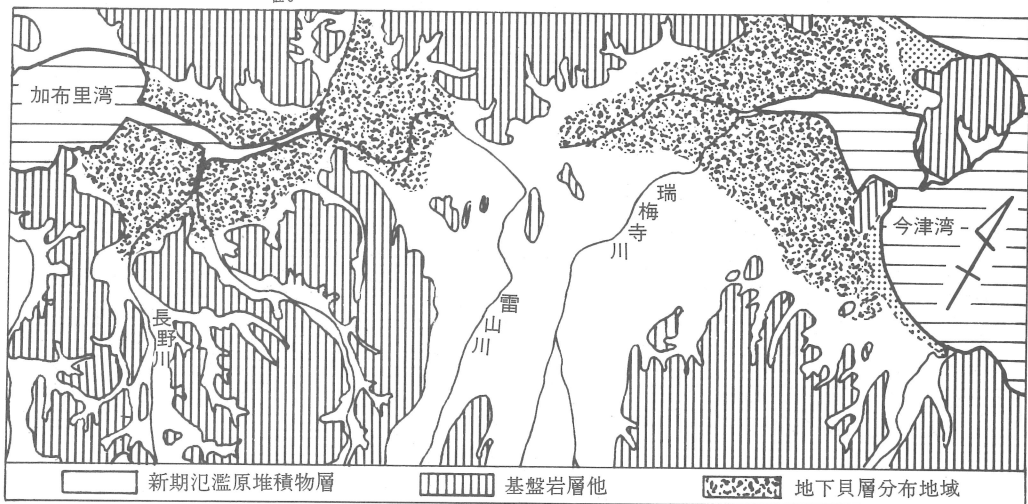 加布里湾
今津湾
瑞梅寺川
雷山川
長野川
新期氾濫原堆積物層
基盤岩層他
地下貝層分布地域